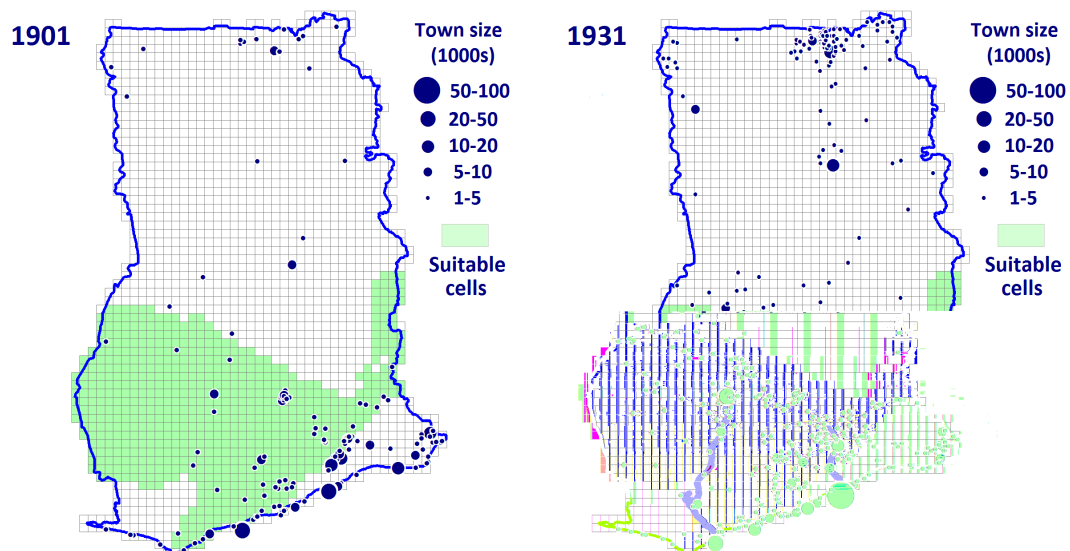 1901
Town size
(1000s)
50-100
20-50
10-20
5-10
1-5
Suitable
cells
1931
Town size
(1000s)
50-100
20-50
10-20
5-10
1-5
Suitable
cells